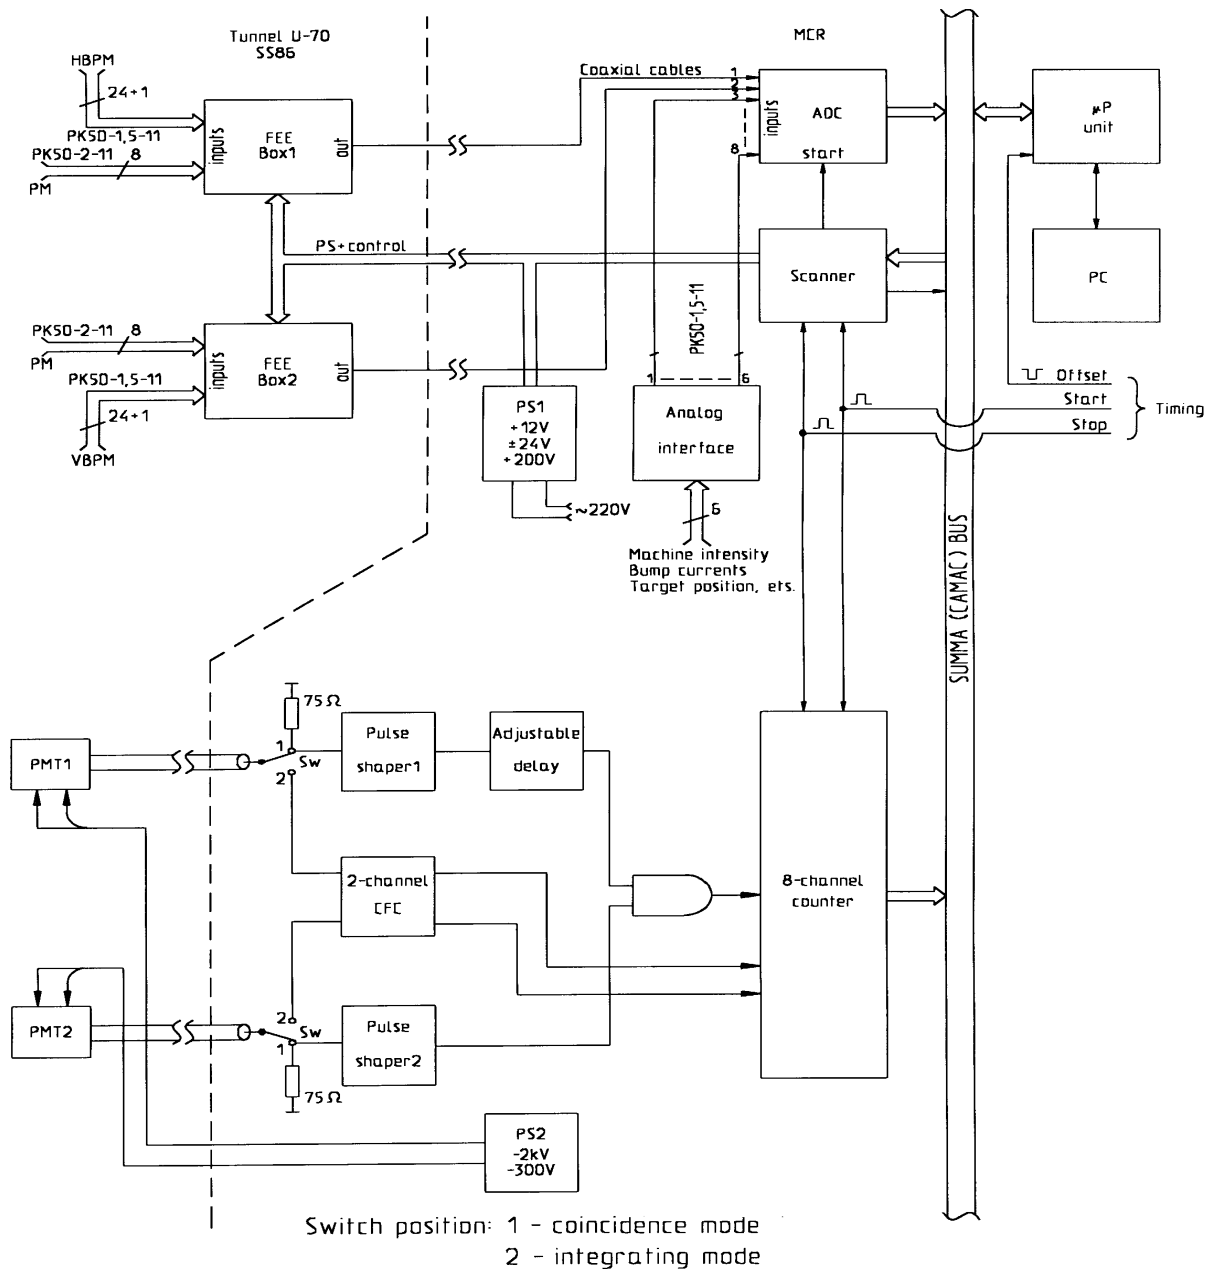 Tunnel U-70
SS86
MCR
HBPM
24+1
PK50-1,5-11
PK50-2-11
8
PM
inputs
FEE
Box1
out
Coaxial cables
1
2
3
8
inputs
ADC
start
μP
unit
PS+control
Scanner
PC
PK50-2-11
8
PM
PK50-1,5-11
24+1
VBPM
inputs
FEE
Box2
out
PK50-1,5-11
1
6
PS1
+12V
±24V
+200V
~220V
Analog
interface
6
Machine intensity
Bump currents
Target position, ets.
Offset
Start
Stop
Timing
SUMMA (CAMAC) BUS
75Ω
PMT1
1
Sw
2
Pulse
shaper1
Adjustable
delay
2-channel
CFC
8-channel
counter
PMT2
2
Sw
1
75Ω
Pulse
shaper2
PS2
-2kV
-300V
Switch position: 1 - coincidence mode
2 - integrating mode